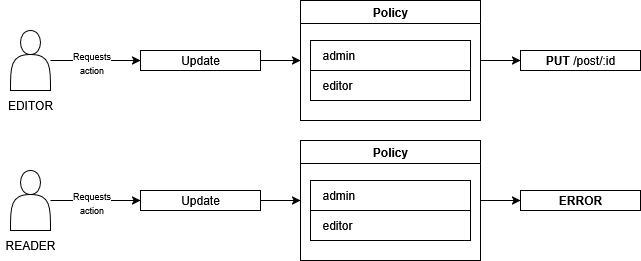 Policy
Requests
action
Update
admin
editor
PUT /post/:id
EDITOR
Policy
Requests
action
Update
admin
editor
ERROR
READER